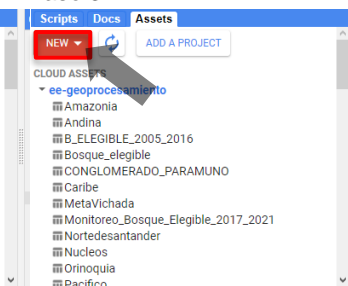 Scripts Docs Assets
NEW ADD A PROJECT
CLOUD ASSETS
ee-geoprocesamiento
Amazonia
Andina
B_ELEGIBLE_2005_2016
Bosque_elegible
CONGLOMERADO_PARAMUNO
Caribe
MetaVichada
Monitoreo_Bosque_Elegible_2017_2021
Nortedesantander
Nucleos
Orinoquia
Pacifico